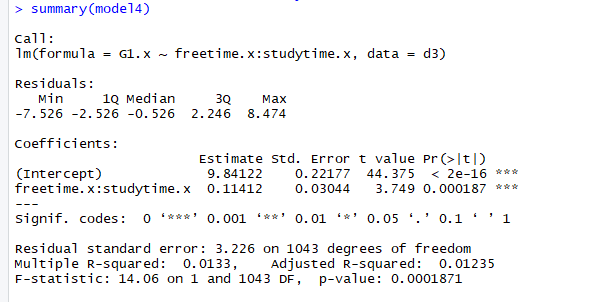 > summary(model4)
Call:
lm(formula = G1.x ~ freetime.x:studytime.x, data = d3)
Residuals:
   Min     1Q Median     3Q    Max
-7.526 -2.526 -0.526  2.246  8.474
Coefficients:
                       Estimate Std. Error t value Pr(>|t|)
(Intercept)             9.84122    0.22177  44.375  < 2e-16 ***
freetime.x:studytime.x  0.11412    0.03044   3.749 0.000187 ***
---
Signif. codes:  0 ‘***’ 0.001 ‘**’ 0.01 ‘*’ 0.05 ‘.’ 0.1 ‘ ’ 1
Residual standard error: 3.226 on 1043 degrees of freedom
Multiple R-squared:  0.0133,    Adjusted R-squared:  0.01235
F-statistic: 14.06 on 1 and 1043 DF,  p-value: 0.0001871